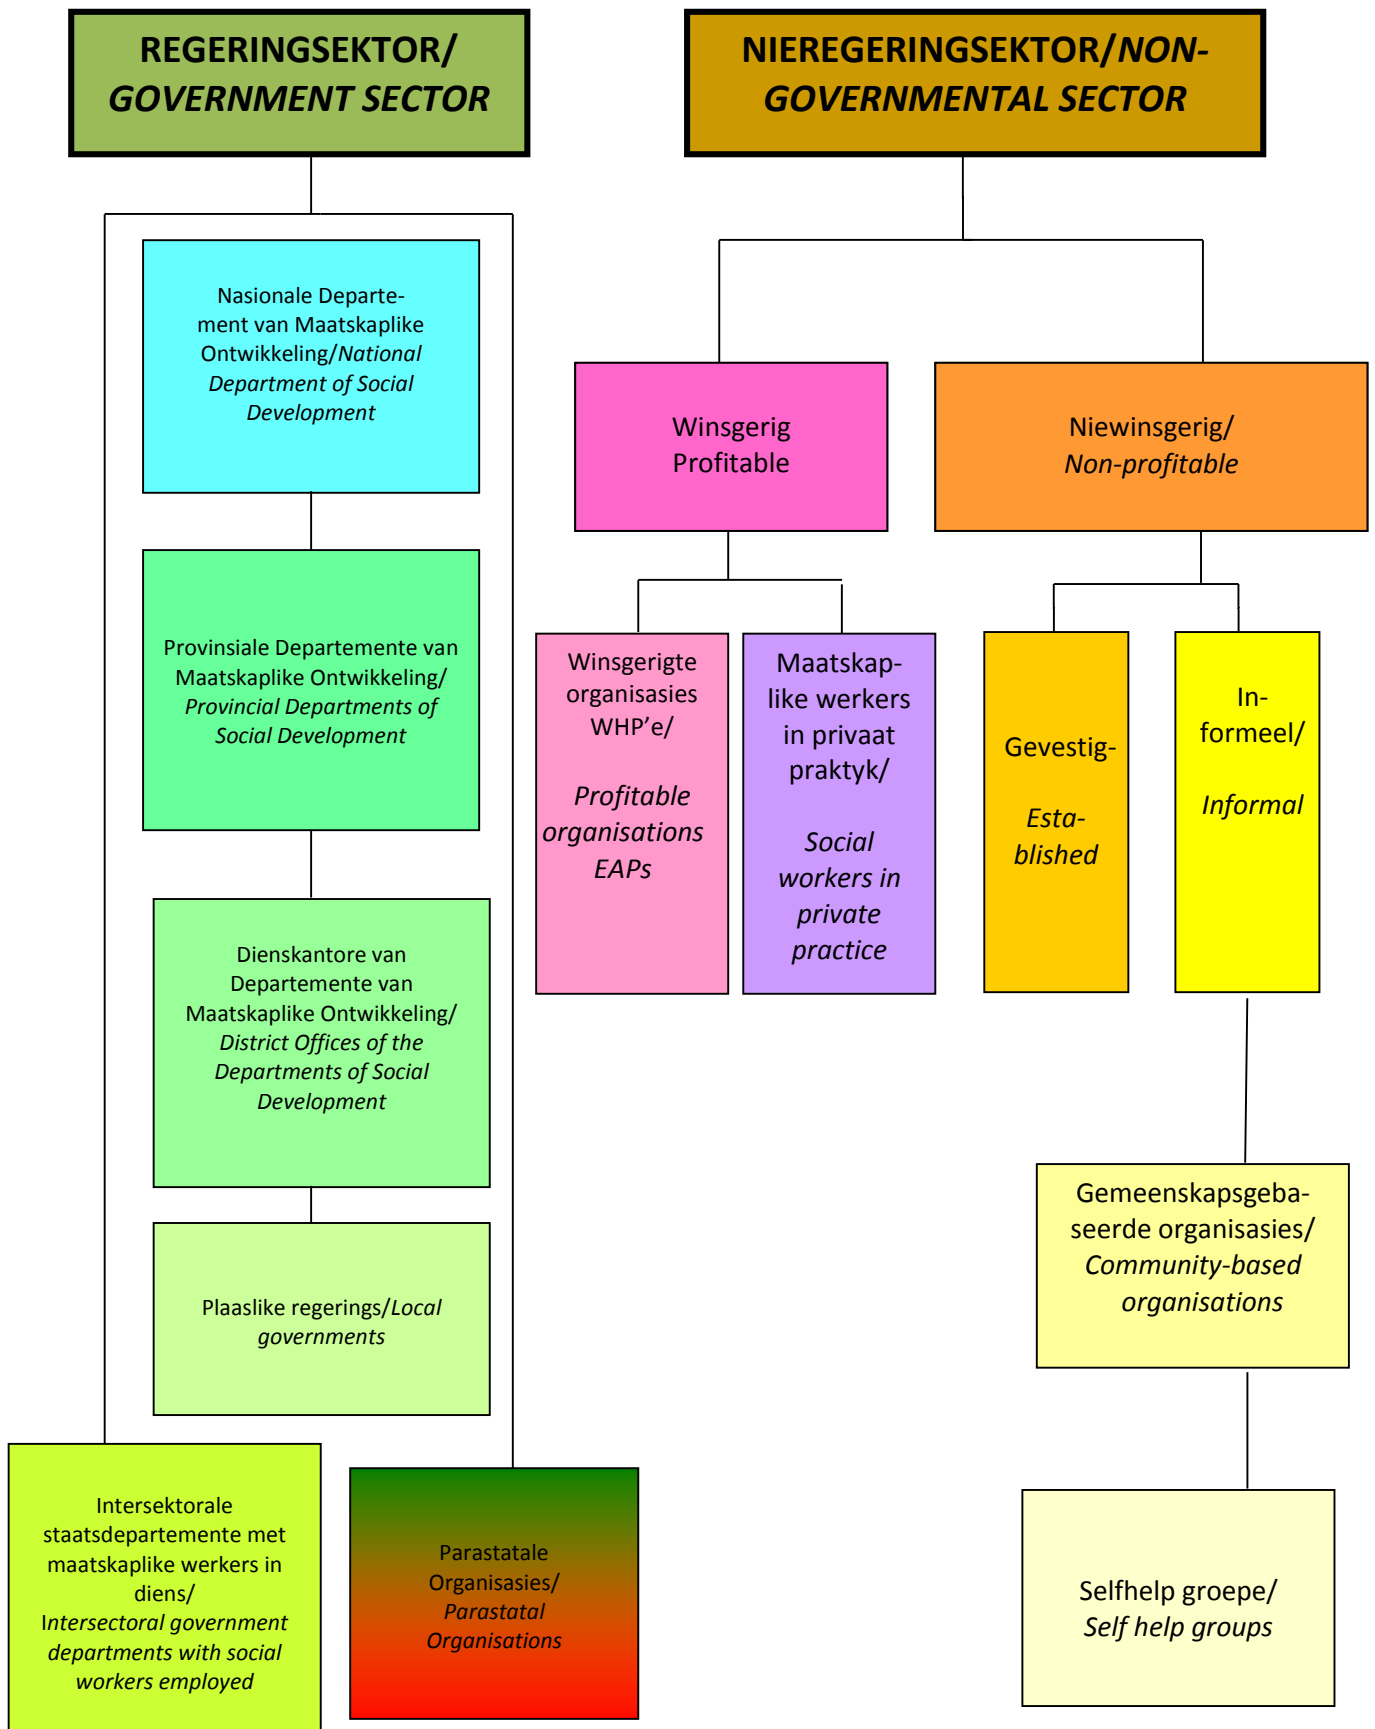 REGERINGSEKTOR/
GOVERNMENT SECTOR
Nasionale Departe-
ment van Maatskaplike
Ontwikkeling/National
Department of Social
Development
Provinsiale Departemente van
Maatskaplike Ontwikkeling/
Provincial Departments of
Social Development
Dienskantore van
Departemente van
Maatskaplike Ontwikkeling/
District Offices of the
Departments of Social
Development
Plaaslike regerings/Local
governments
Intersektorale
staatsdepartemente met
maatskaplike werkers in
diens/
Intersectoral government
departments with social
workers employed
Parastatale
Organisasies/
Parastatal
Organisations
NIEREGERINGSEKTOR/NON-
GOVERNMENTAL SECTOR
Winsgerig
Profitable
Winsgerigte
organisasies
WHP’e/
Profitable
organisations
EAPs
Maatskap-
like werkers
in privaat
praktyk/
Social
workers in
private
practice
Niewinsgerig/
Non-profitable
Gevestig-
Esta-
blished
In-
formeel/
Informal
Gemeenskapsgeba-
seerde organisasies/
Community-based
organisations
Selfhelp groepe/
Self help groups